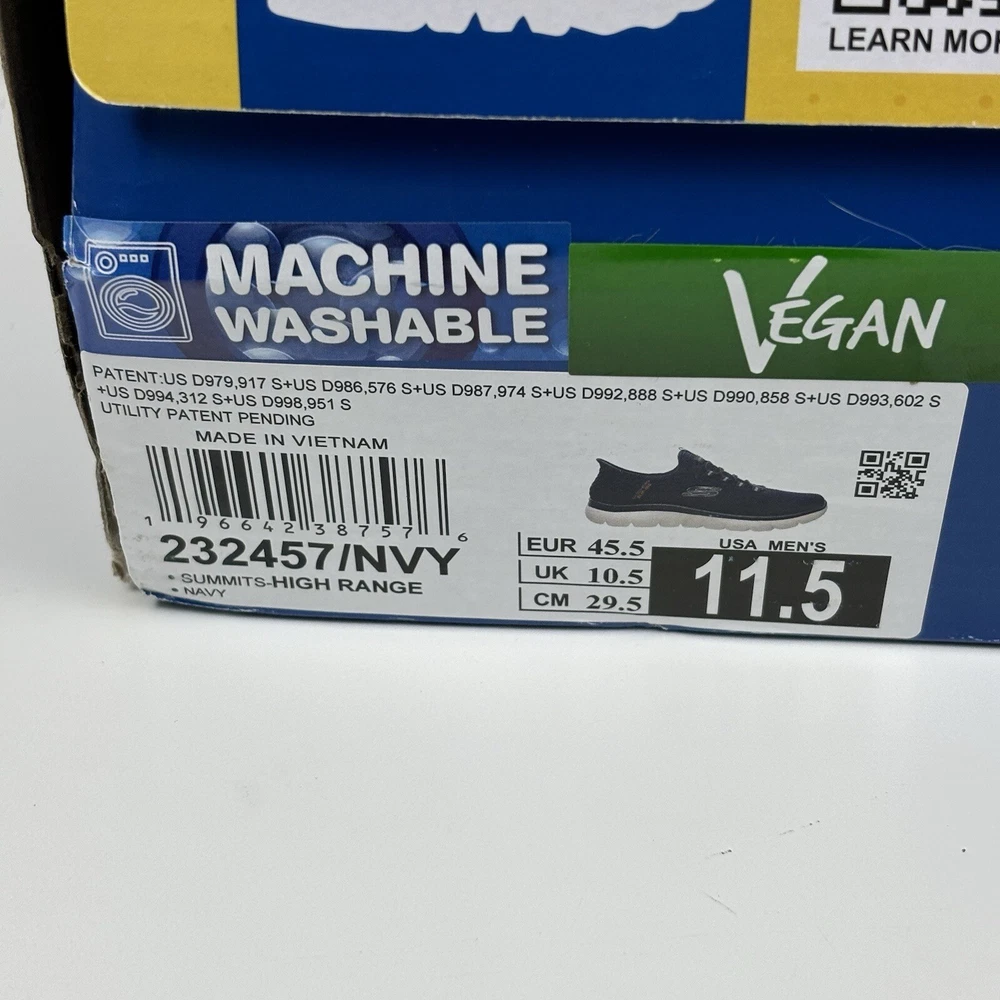 LEARN
MACHINE
WASHABLE
VEGAN
PATENT:US D979,917 S+US D986,576 S+US D987,974 S+US D992,888 S+US D990,858 S+US D993,602 S
+US D994,312 S+US D998,951 S
UTILITY PATENT PENDING
MADE IN VIETNAM
1 96642 38757 6
232457/NVY
• SUMMITS-HIGH RANGE
• NAVY
EUR 45.5
UK 10.5
CM 29.5
USA MEN'S
11.5